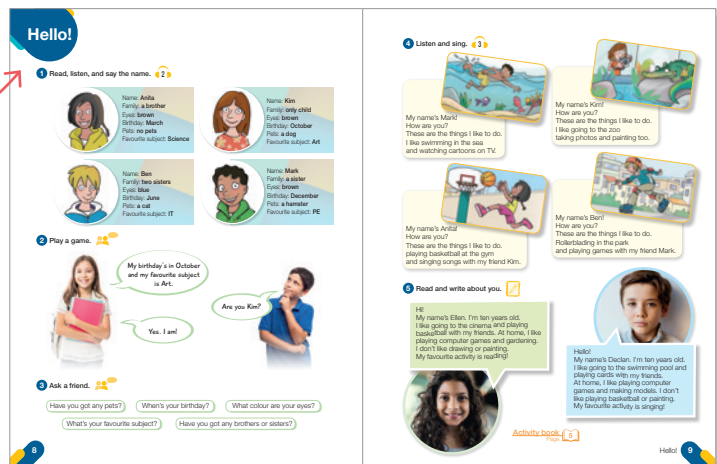 Hello!
1 Read, listen, and say the name. 2
Name: Anita
Family: a brother
Eyes: brown
Birthday: March
Pets: no pets
Favourite subject: Science
Name: Kim
Family: only child
Eyes: brown
Birthday: October
Pets: a dog
Favourite subject: Art
Name: Ben
Family: two sisters
Eyes: blue
Birthday: June
Pets: a cat
Favourite subject: IT
Name: Mark
Family: a sister
Eyes: brown
Birthday: December
Pets: a hamster
Favourite subject: PE
2 Play a game.
My birthday's in October
and my favourite subject
is Art.
Are you Kim?
Yes. I am!
3 Ask a friend.
Have you got any pets?
When's your birthday?
What colour are your eyes?
What's your favourite subject?
Have you got any brothers or sisters?
8
4 Listen and sing. 3
My name's Mark!
How are you?
These are the things I like to do.
I like swimming in the sea
and watching cartoons on TV.
My name's Kim!
How are you?
These are the things I like to do.
I like going to the zoo
taking photos and painting too.
My name's Anita!
How are you?
These are the things I like to do.
playing basketball at the gym
and singing songs with my friend Kim.
My name's Ben!
How are you?
These are the things I like to do.
Rollerblading in the park
and playing games with my friend Mark.
5 Read and write about you.
Hi!
My name's Ellen. I'm ten years old.
I like going to the cinema and playing
basketball with my friends. At home, I like
playing computer games and gardening.
I don't like drawing or painting.
My favourite activity is reading!
Hello!
My name's Declan. I'm ten years old.
I like going to the swimming pool and
playing cards with my friends.
At home, I like playing computer
games and making models. I don't
like playing basketball or painting.
My favourite activity is singing!
Activity book
Page 5
Hello! 9